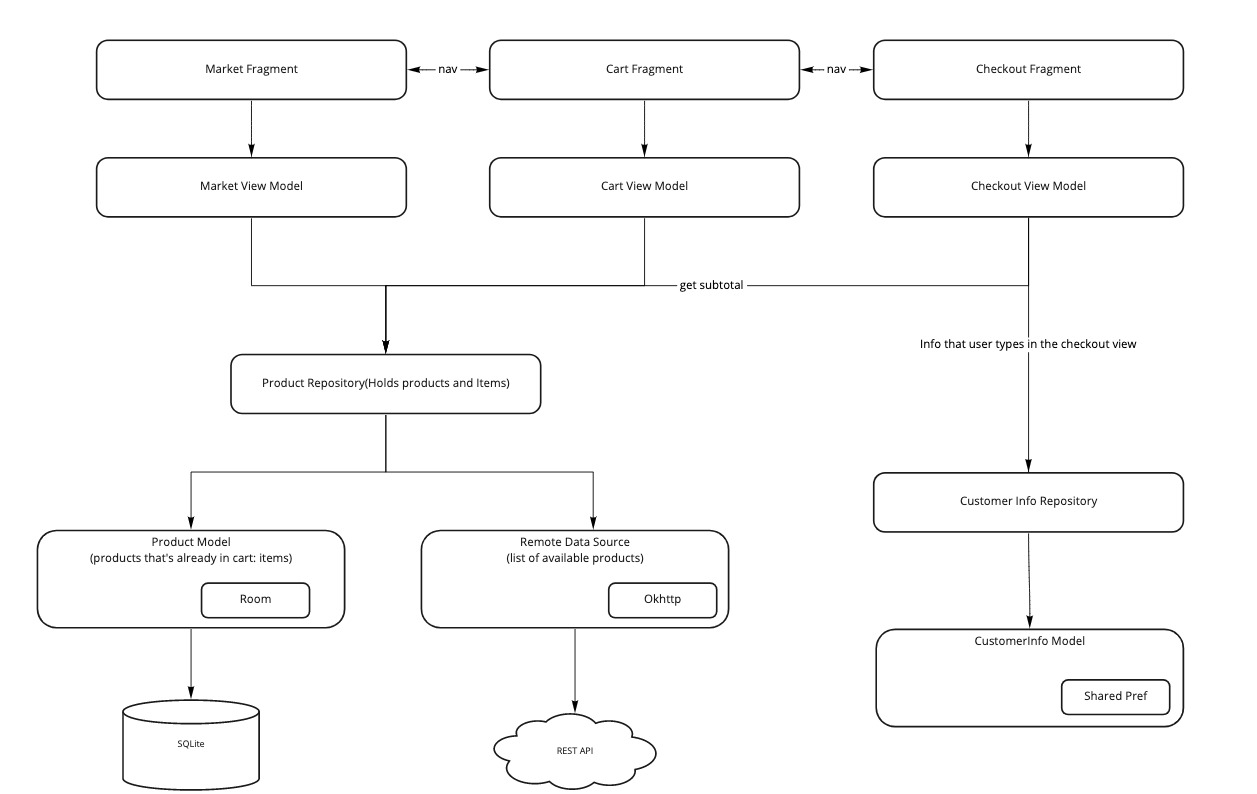 Market Fragment
nav
Cart Fragment
nav
Checkout Fragment
Market View Model
Cart View Model
Checkout View Model
get subtotal
Info that user types in the checkout view
Product Repository(Holds products and Items)
Customer Info Repository
Product Model
(products that's already in cart: items)
Room
Remote Data Source
(list of available products)
Okhttp
CustomerInfo Model
Shared Pref
SQLite
REST API